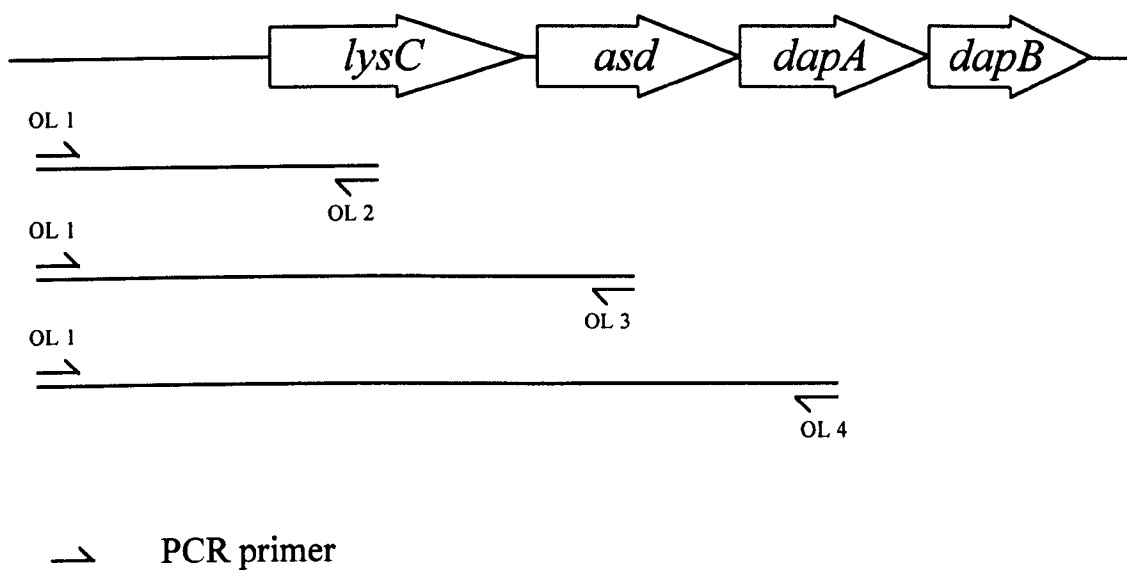 lysC asd dapA dapB
OL 1
OL 2
OL 1
OL 3
OL 1
OL 4
PCR primer